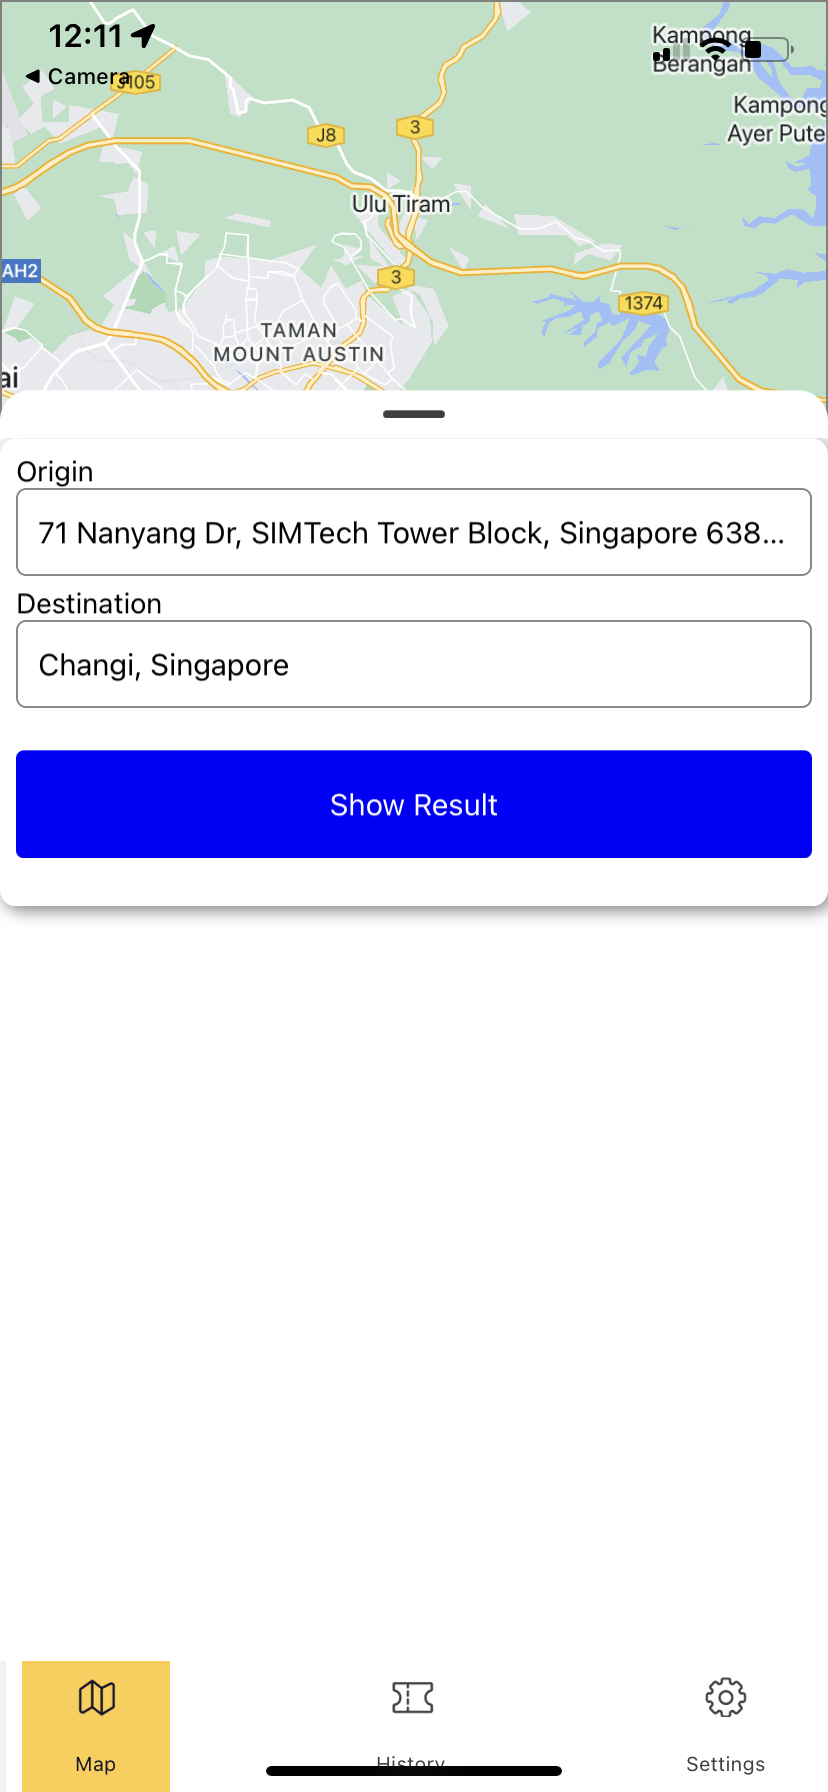 12:11
◀ Camera
Kampong
Berangan
J105
Kampong
Ayer Pute
J8
3
Ulu Tiram
AH2
3
1374
TAMAN
MOUNT AUSTIN
ai
Origin
71 Nanyang Dr, SIMTech Tower Block, Singapore 638...
Destination
Changi, Singapore
Show Result
Map
History
Settings